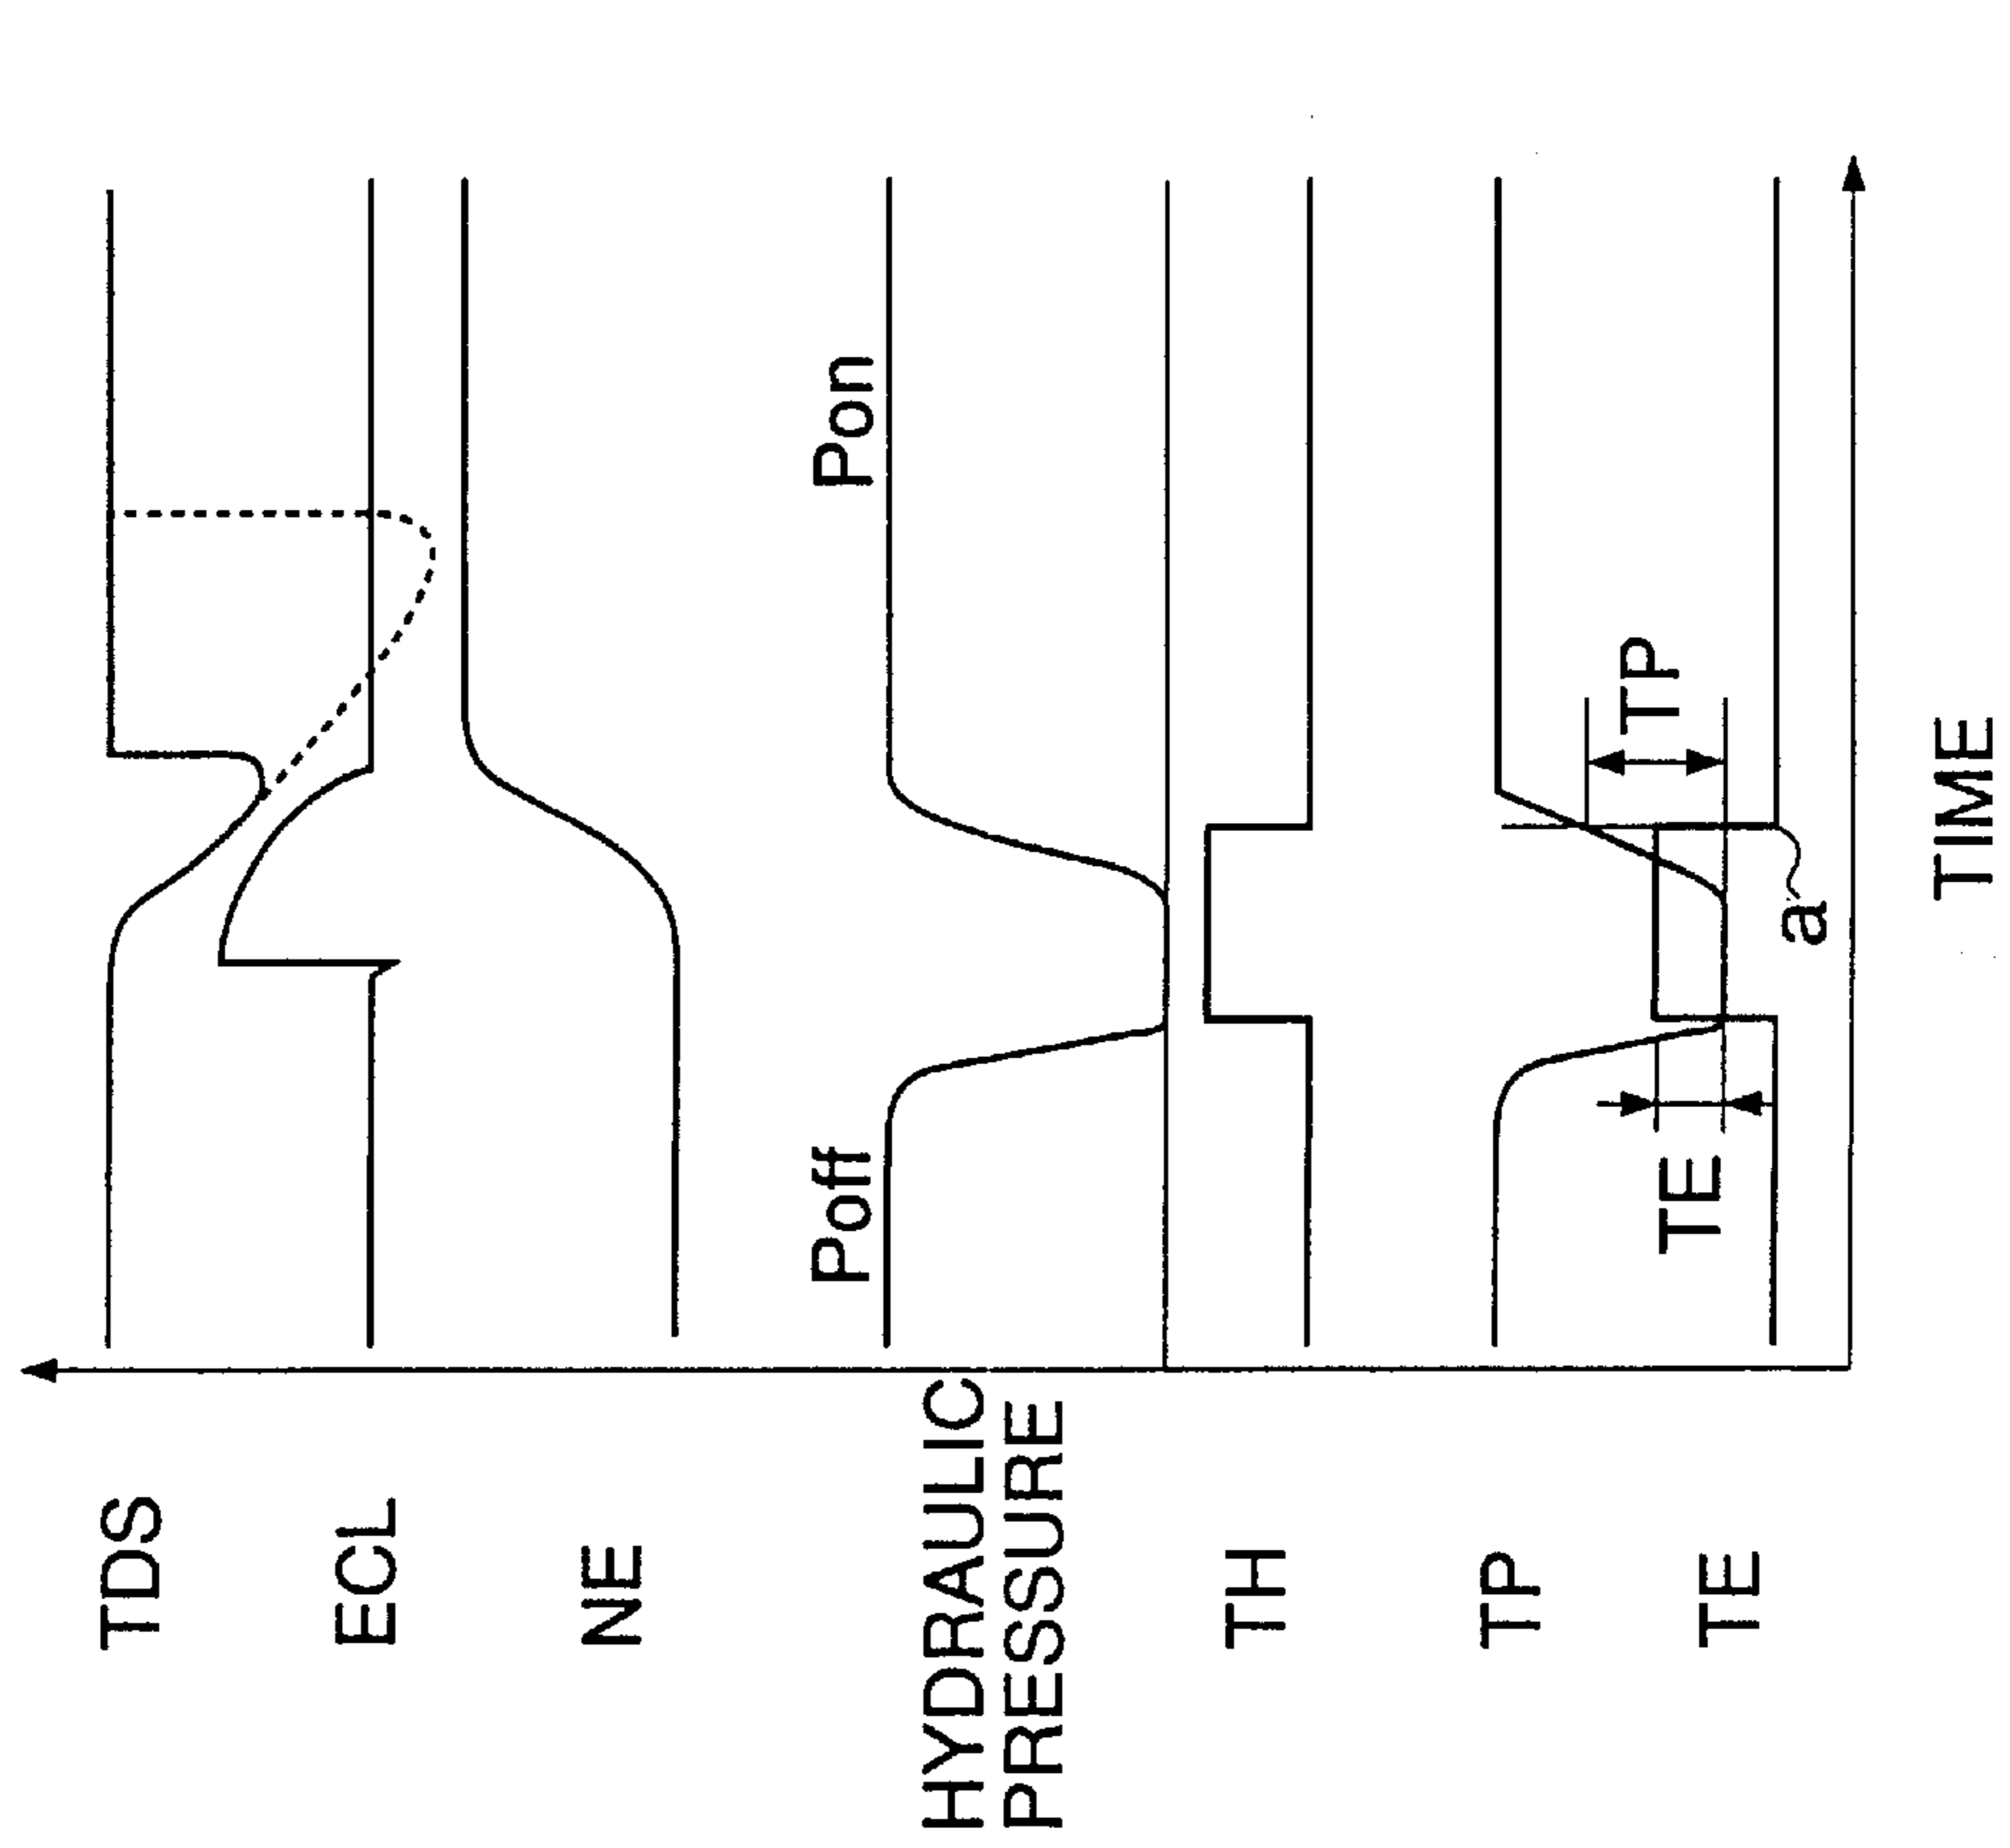 TDS
ECL
NE
HYDRAULIC
PRESSURE
Poff
Pon
TH
TP
TE
TE
TP
a
TIME